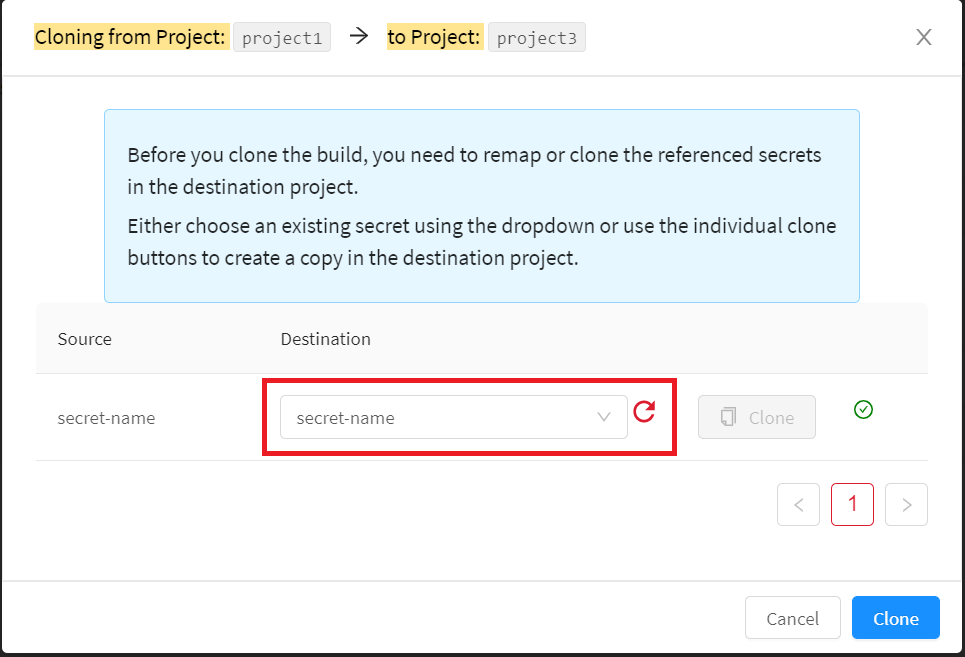 Cloning from Project: project1 → to Project: project3 X
Before you clone the build, you need to remap or clone the referenced secrets
in the destination project.
Either choose an existing secret using the dropdown or use the individual clone
buttons to create a copy in the destination project.
Source Destination
secret-name secret-name Clone
< 1 >
Cancel Clone